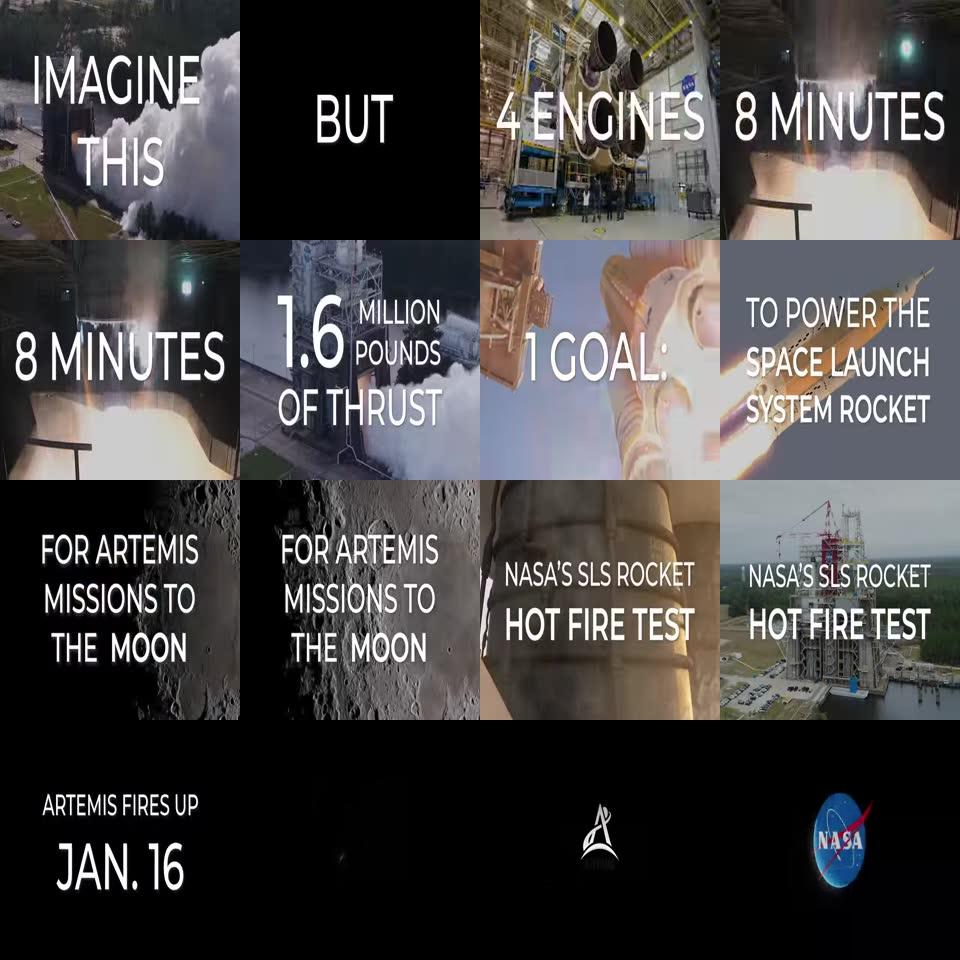 IMAGINE
THIS
BUT
4 ENGINES
8 MINUTES
8 MINUTES
1.6 MILLION
POUNDS
OF THRUST
1 GOAL:
TO POWER THE
SPACE LAUNCH
SYSTEM ROCKET
FOR ARTEMIS
MISSIONS TO
THE MOON
FOR ARTEMIS
MISSIONS TO
THE MOON
NASA'S SLS ROCKET
HOT FIRE TEST
NASA'S SLS ROCKET
HOT FIRE TEST
ARTEMIS FIRES UP
JAN. 16
NASA